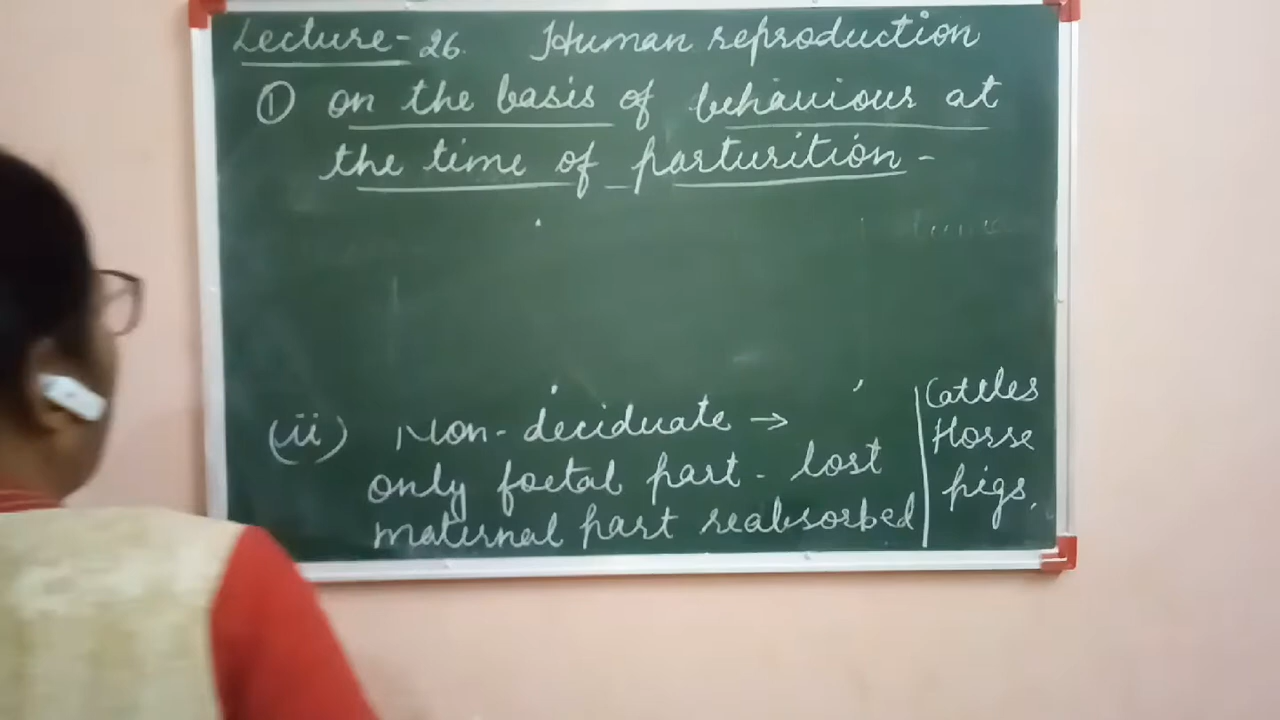 Lecture - 26. Human reproduction
① on the basis of behaviour at
the time of parturition -
(ii) Non-deciduate →
only foetal part - lost
maternal part reabsorbed
Catteles
Horse
pigs.